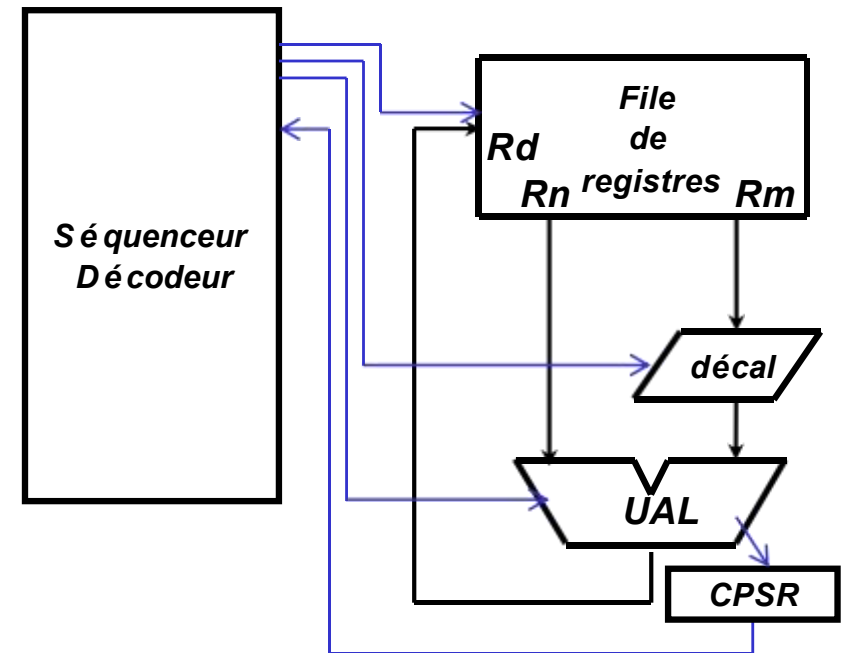 File
de
Rd
Rn registres Rm
Séquenceur
Décodeur
décal
UAL
CPSR